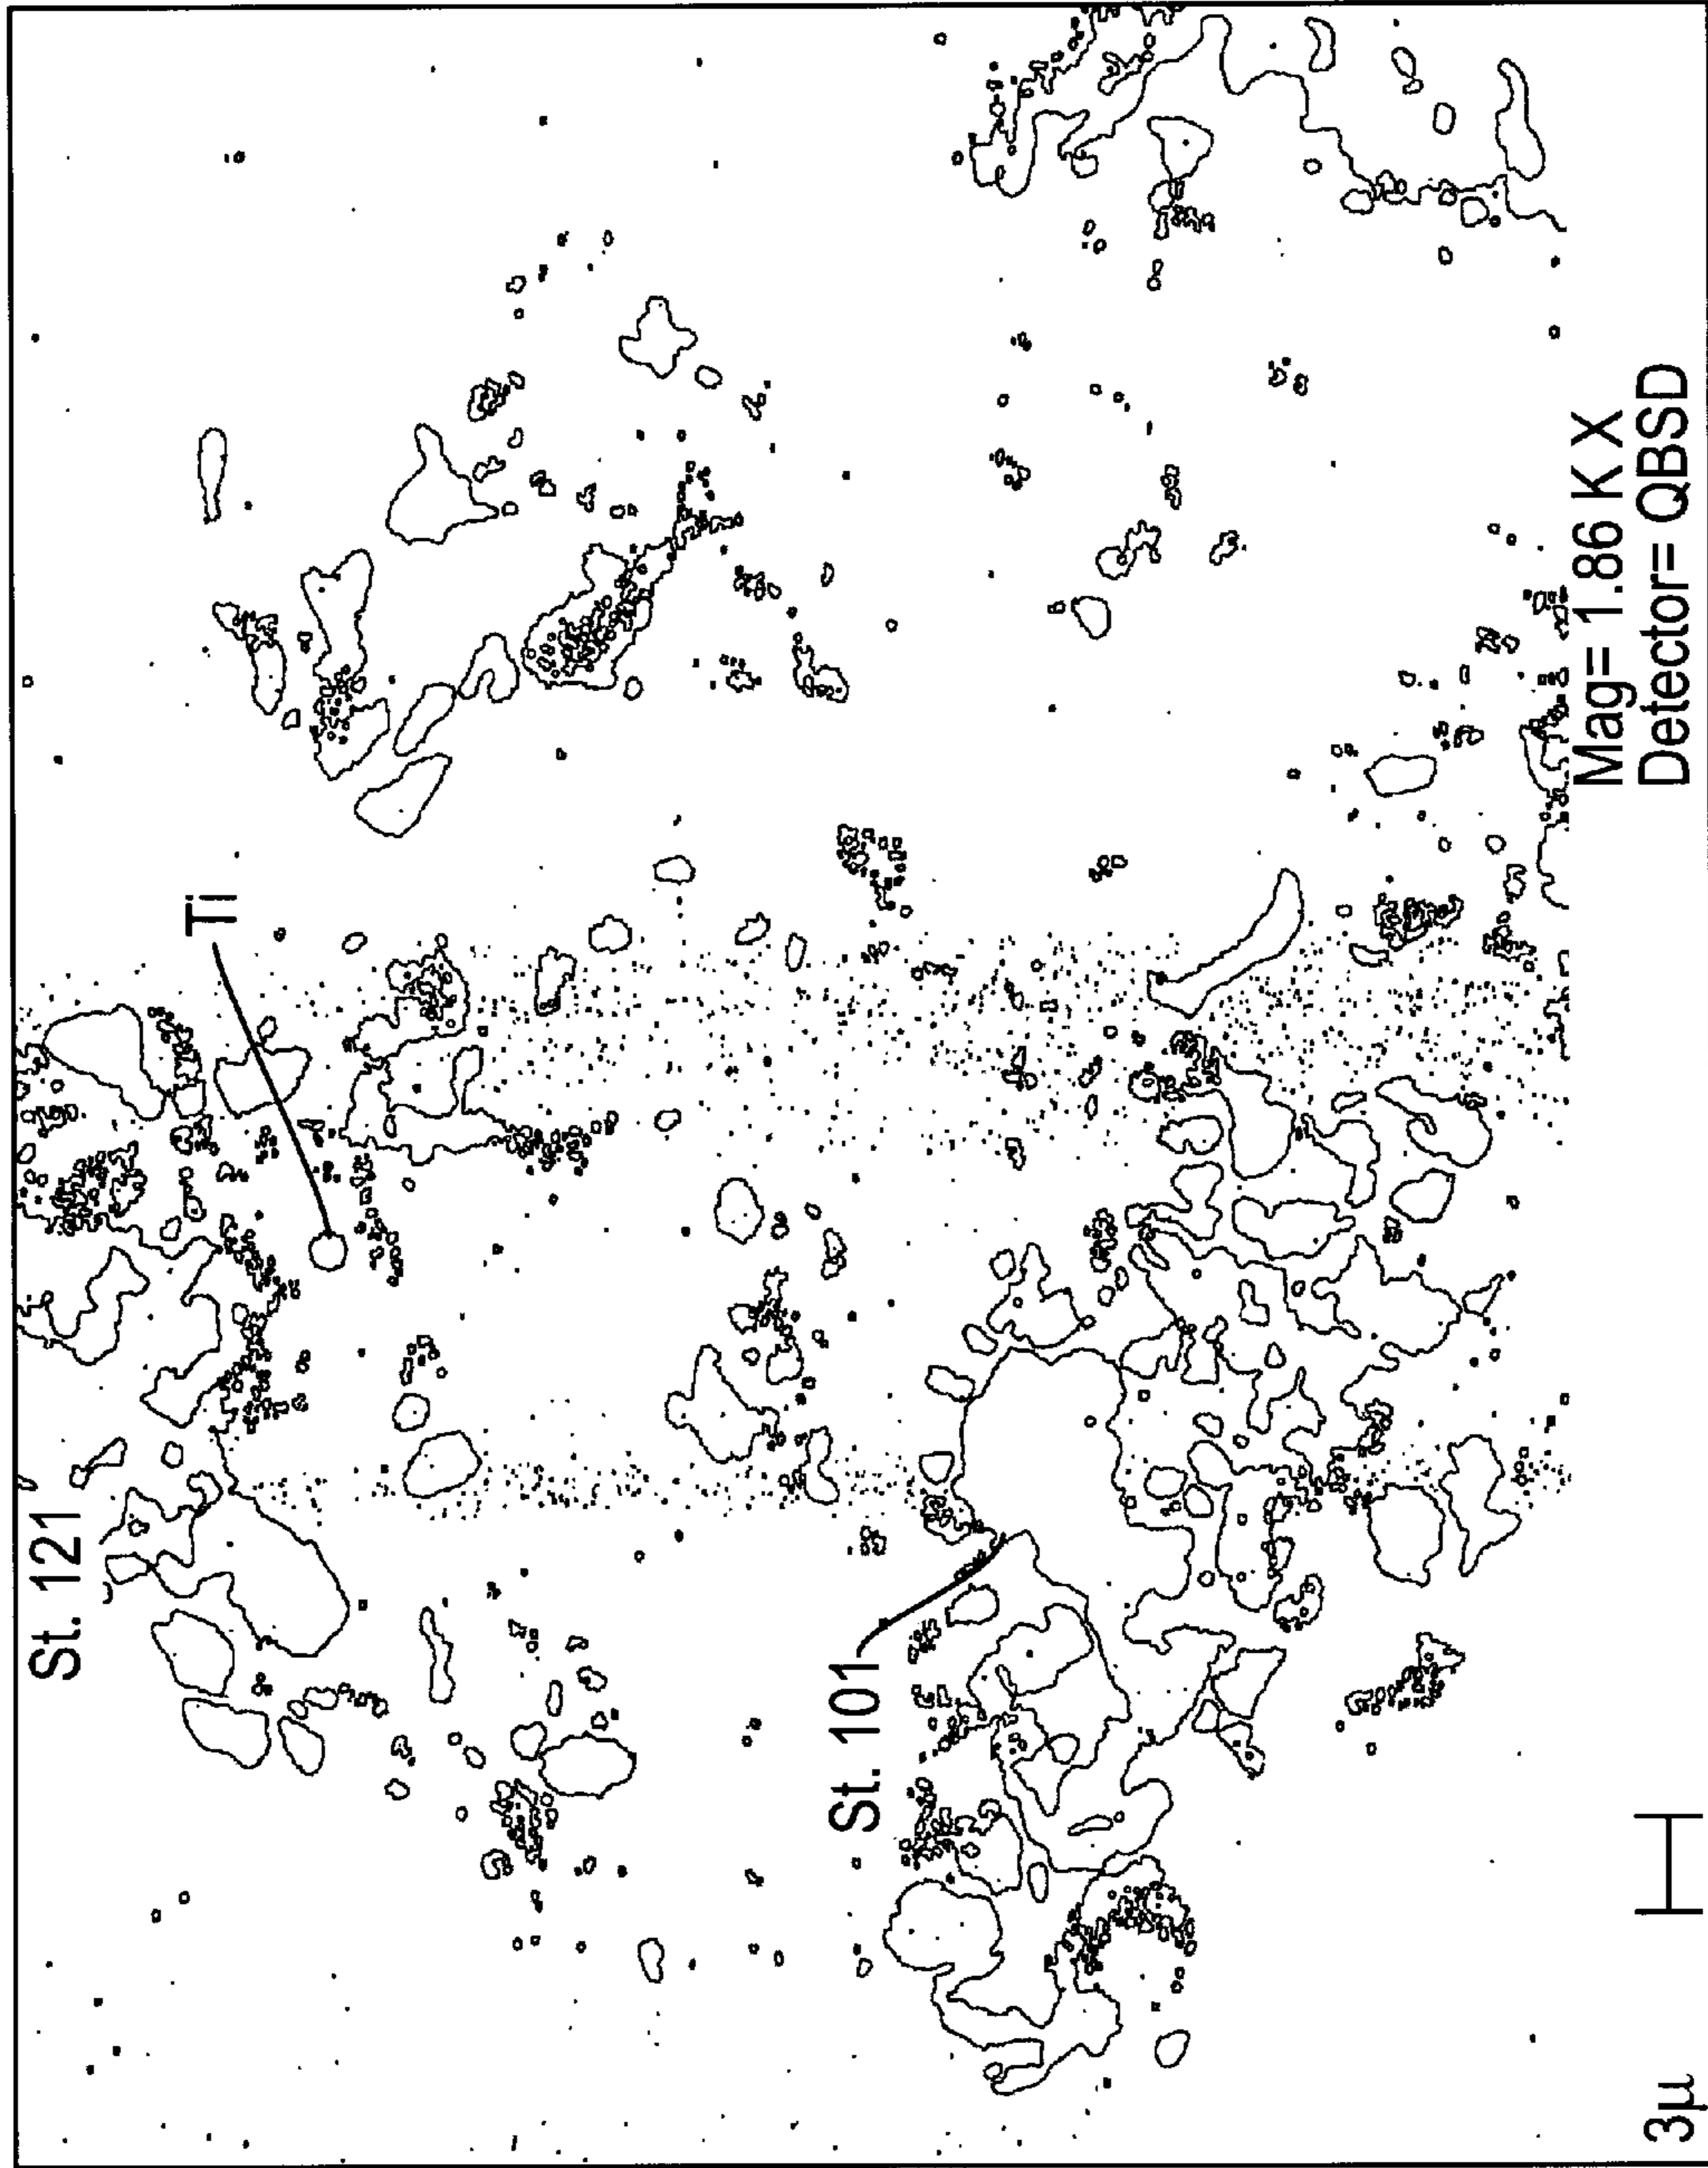 St. 121
Ti
St. 101
3µ
Mag= 1.86 K X
Detector= QBSD